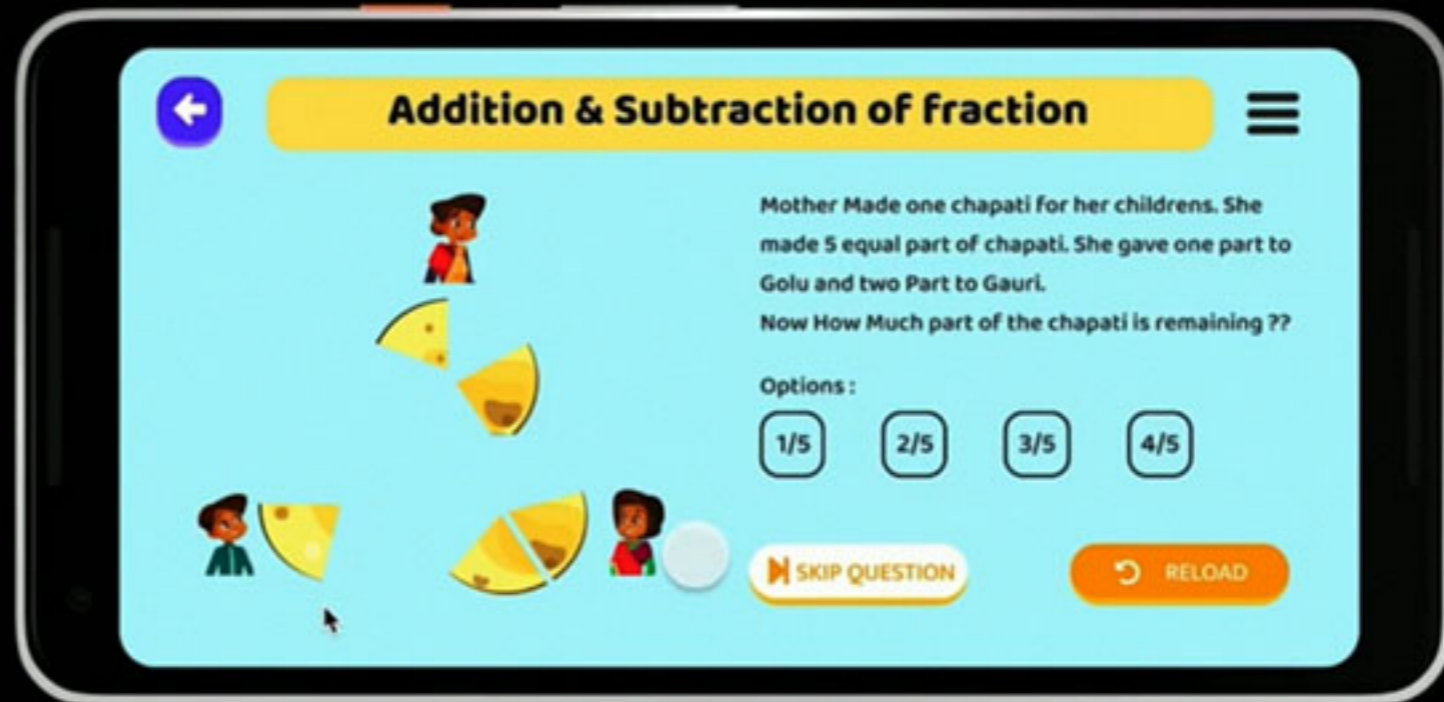 Addition & Subtraction of fraction
Mother Made one chapati for her childrens. She
made 5 equal part of chapati. She gave one part to
Golu and two Part to Gauri.
Now How Much part of the chapati is remaining ??
Options :
1/5 2/5 3/5 4/5
SKIP QUESTION RELOAD